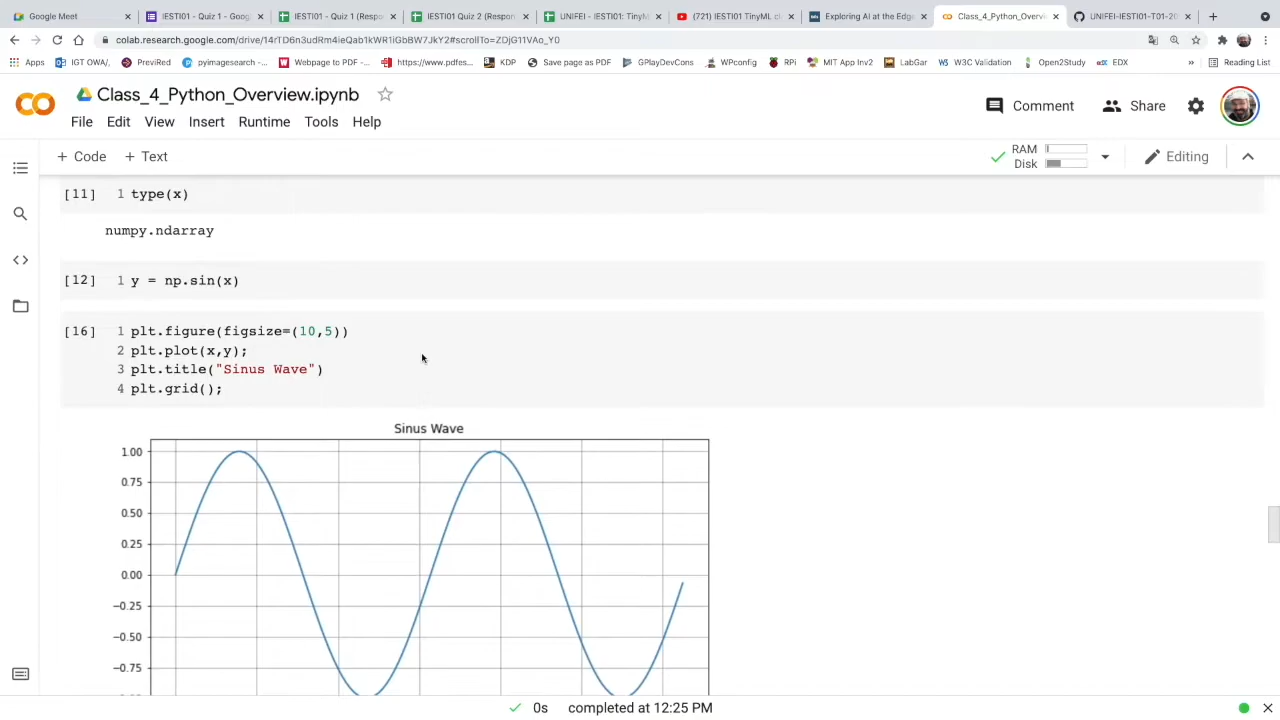 Google Meet
IESTI01 - Quiz 1 - Goog
IESTI01 - Quiz 1 (Respo
IESTI01 Quiz 2 (Respon
UNIFEI - IESTI01: TinyM
(721) IESTI01 TinyML cl
Exploring AI at the Edge
Class_4_Python_Overvi
UNIFEI-IESTI01-T01-20
colab.research.google.com/drive/14rTD6n3udRm4ieQab1kWR1iGbBW7JkY2#scrollTo=ZDjG11VAo_Y0
Apps
IGT OWA/,
PreviRed
pyimagesearch -...
Webpage to PDF -...
https://www.pdfes...
KDP
Save page as PDF
GPlayDevCons
WPconfig
RPi
MIT App Inv2
LabGar
W3C Validation
Open2Study
EDX
»
Reading List
Class_4_Python_Overview.ipynb
Comment
Share
File Edit View Insert Runtime Tools Help
+ Code + Text
RAM
Disk
Editing
[11] 1 type(x)
numpy.ndarray
[12] 1 y = np.sin(x)
[16] 1 plt.figure(figsize=(10,5))
2 plt.plot(x,y);
3 plt.title("Sinus Wave")
4 plt.grid();
Sinus Wave
1.00
0.75
0.50
0.25
0.00
−0.25
−0.50
−0.75
0s completed at 12:25 PM